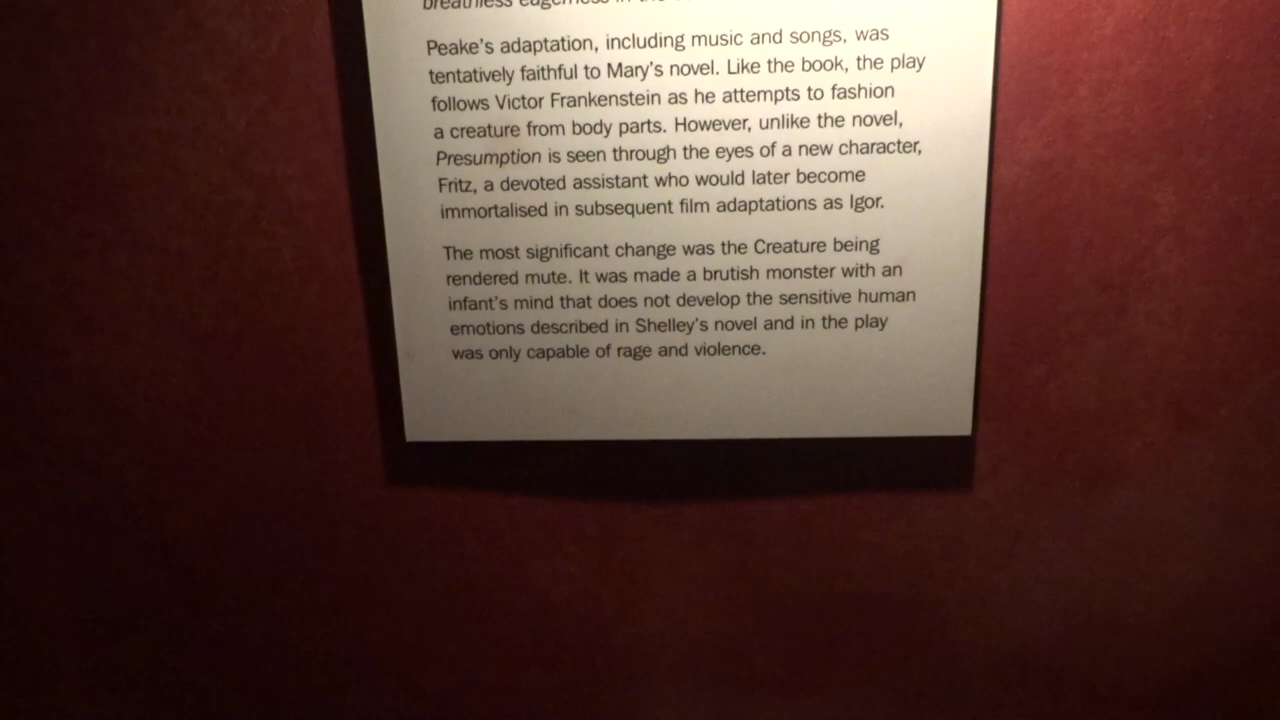 breathless eagerness in the
Peake's adaptation, including music and songs, was
tentatively faithful to Mary's novel. Like the book, the play
follows Victor Frankenstein as he attempts to fashion
a creature from body parts. However, unlike the novel,
Presumption is seen through the eyes of a new character,
Fritz, a devoted assistant who would later become
immortalised in subsequent film adaptations as Igor.
The most significant change was the Creature being
rendered mute. It was made a brutish monster with an
infant's mind that does not develop the sensitive human
emotions described in Shelley's novel and in the play
was only capable of rage and violence.